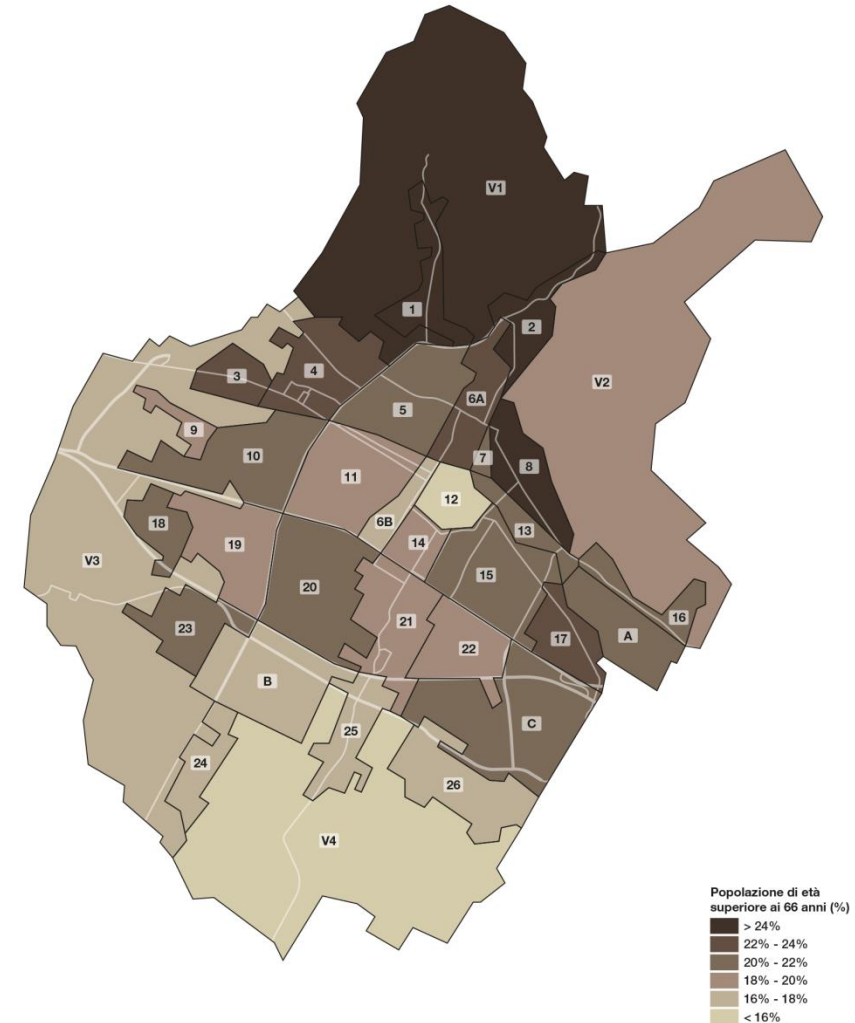 V1
1
2
V2
3
4
6A
5
9
10
7
8
11
12
6B
13
18
14
V3
19
15
20
16
21
23
17
A
22
B
C
25
24
26
V4
Popolazione di età
superiore ai 66 anni (%)
> 24%
22% - 24%
20% - 22%
18% - 20%
16% - 18%
< 16%